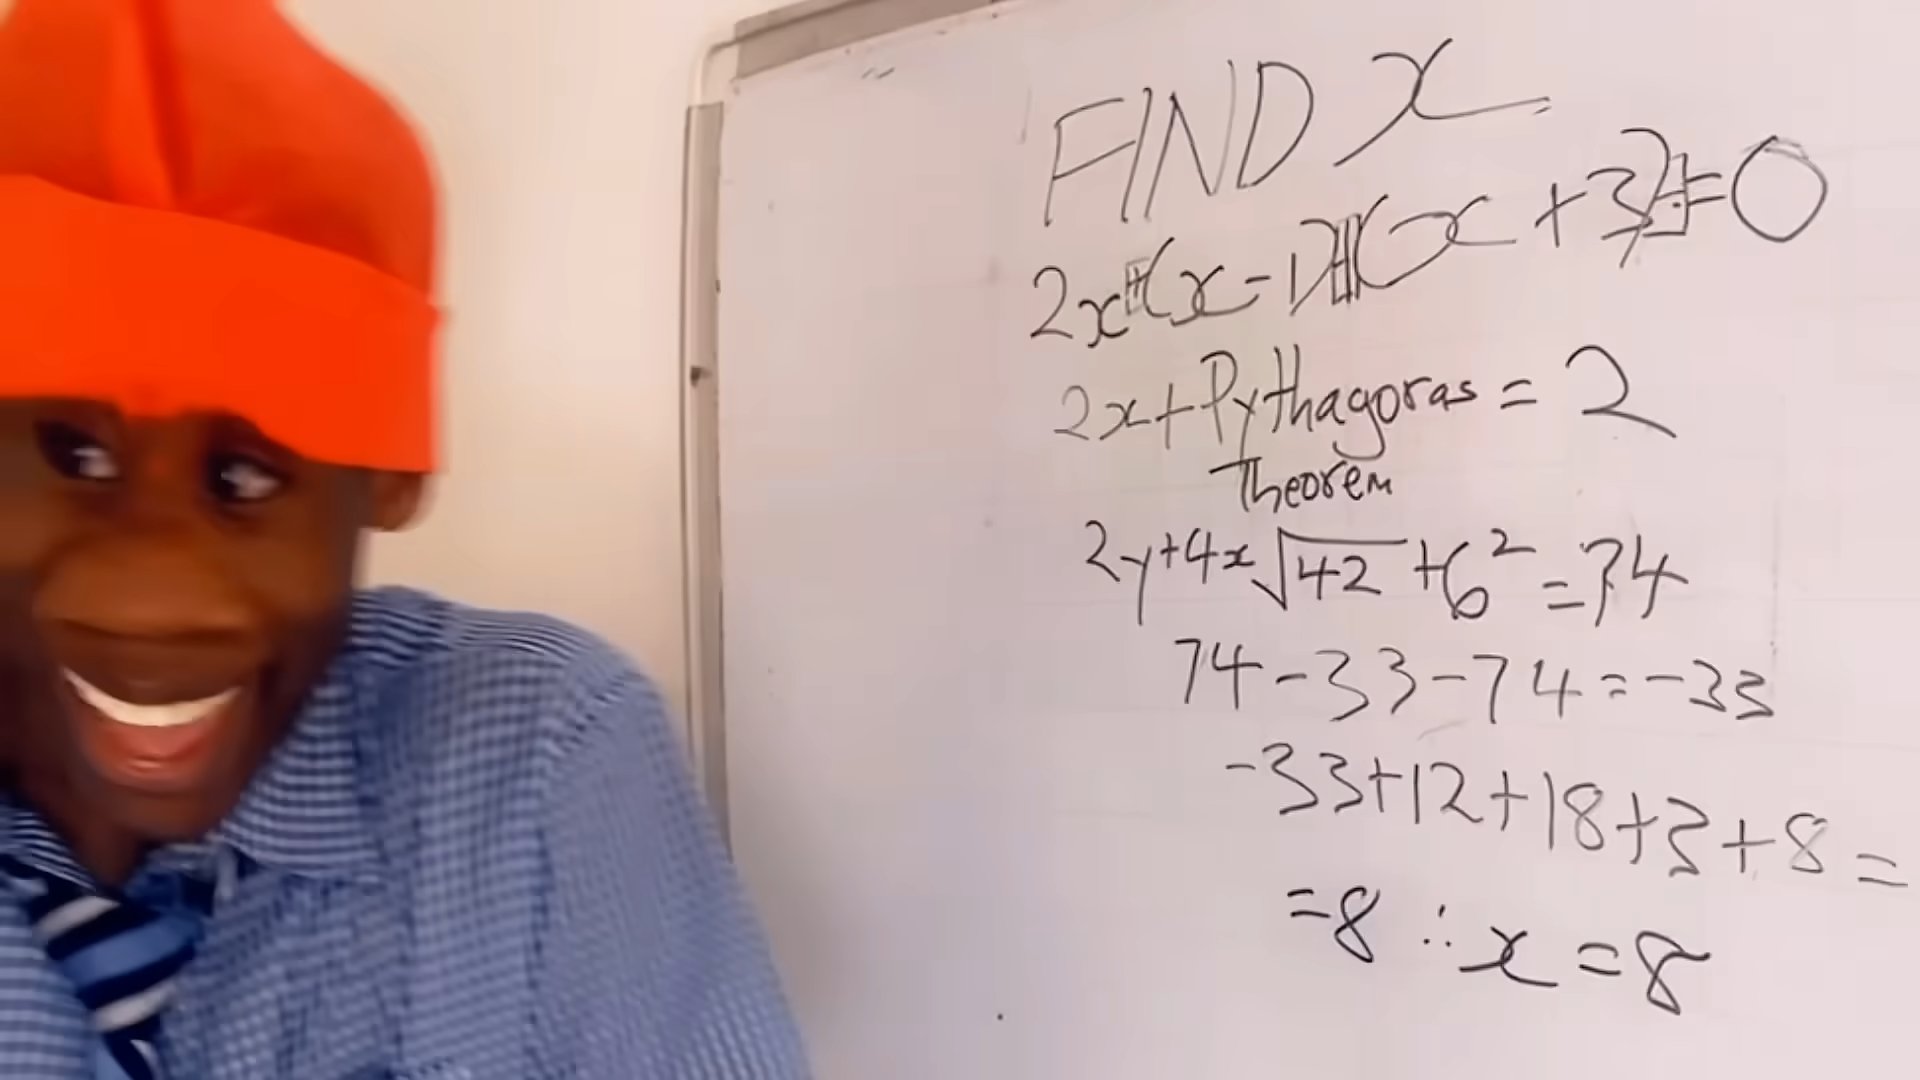 FIND x
2x+(x-1)(x+3)=0
2x+Pythagoras = 2
Theorem
2y+4x√42+6²=74
74-33-74=-33
-33+12+18+3+8=
=8 ∴ x=8